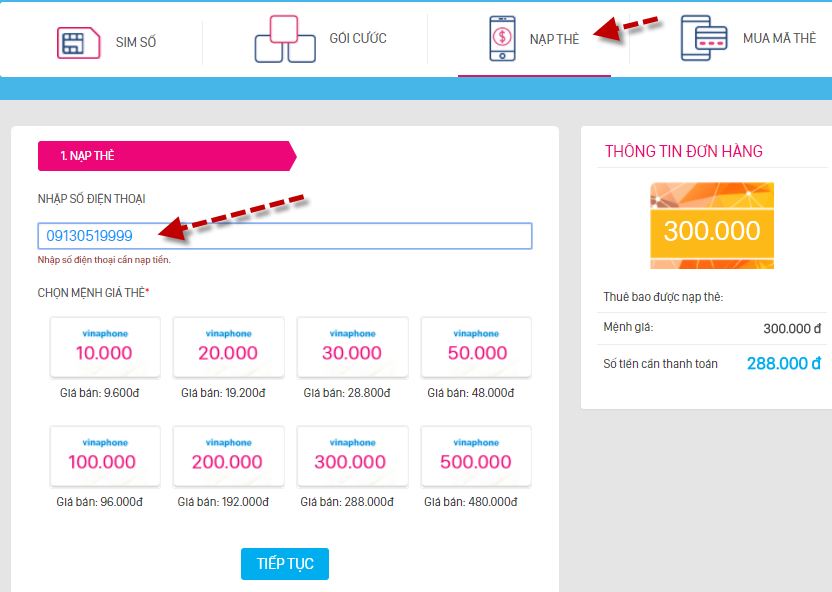 SIM SỐ
GÓI CƯỚC
NẠP THẺ
MUA MÃ THẺ
1. NẠP THẺ
NHẬP SỐ ĐIỆN THOẠI
09130519999
Nhập số điện thoại cần nạp tiền.
CHỌN MỆNH GIÁ THẺ*
vinaphone
10.000
vinaphone
20.000
vinaphone
30.000
vinaphone
50.000
Giá bán: 9.600đ
Giá bán: 19.200đ
Giá bán: 28.800đ
Giá bán: 48.000đ
vinaphone
100.000
vinaphone
200.000
vinaphone
300.000
vinaphone
500.000
Giá bán: 96.000đ
Giá bán: 192.000đ
Giá bán: 288.000đ
Giá bán: 480.000đ
TIẾP TỤC
THÔNG TIN ĐƠN HÀNG
300.000
Thuê bao được nạp thẻ:
Mệnh giá: 300.000 đ
Số tiền cần thanh toán 288.000 đ